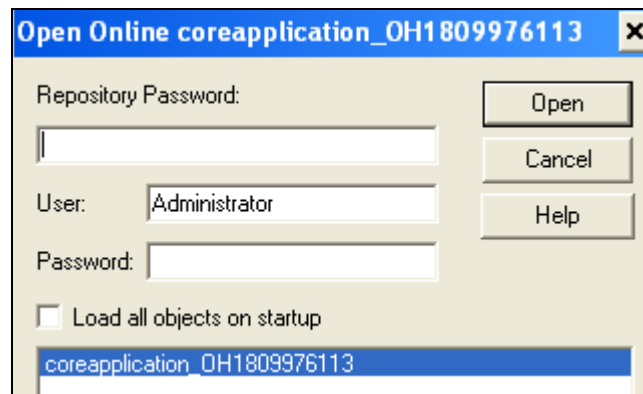 Open Online coreapplication_OH1809976113
Repository Password:
Open
Cancel
User: Administrator
Help
Password:
Load all objects on startup
coreapplication_OH1809976113